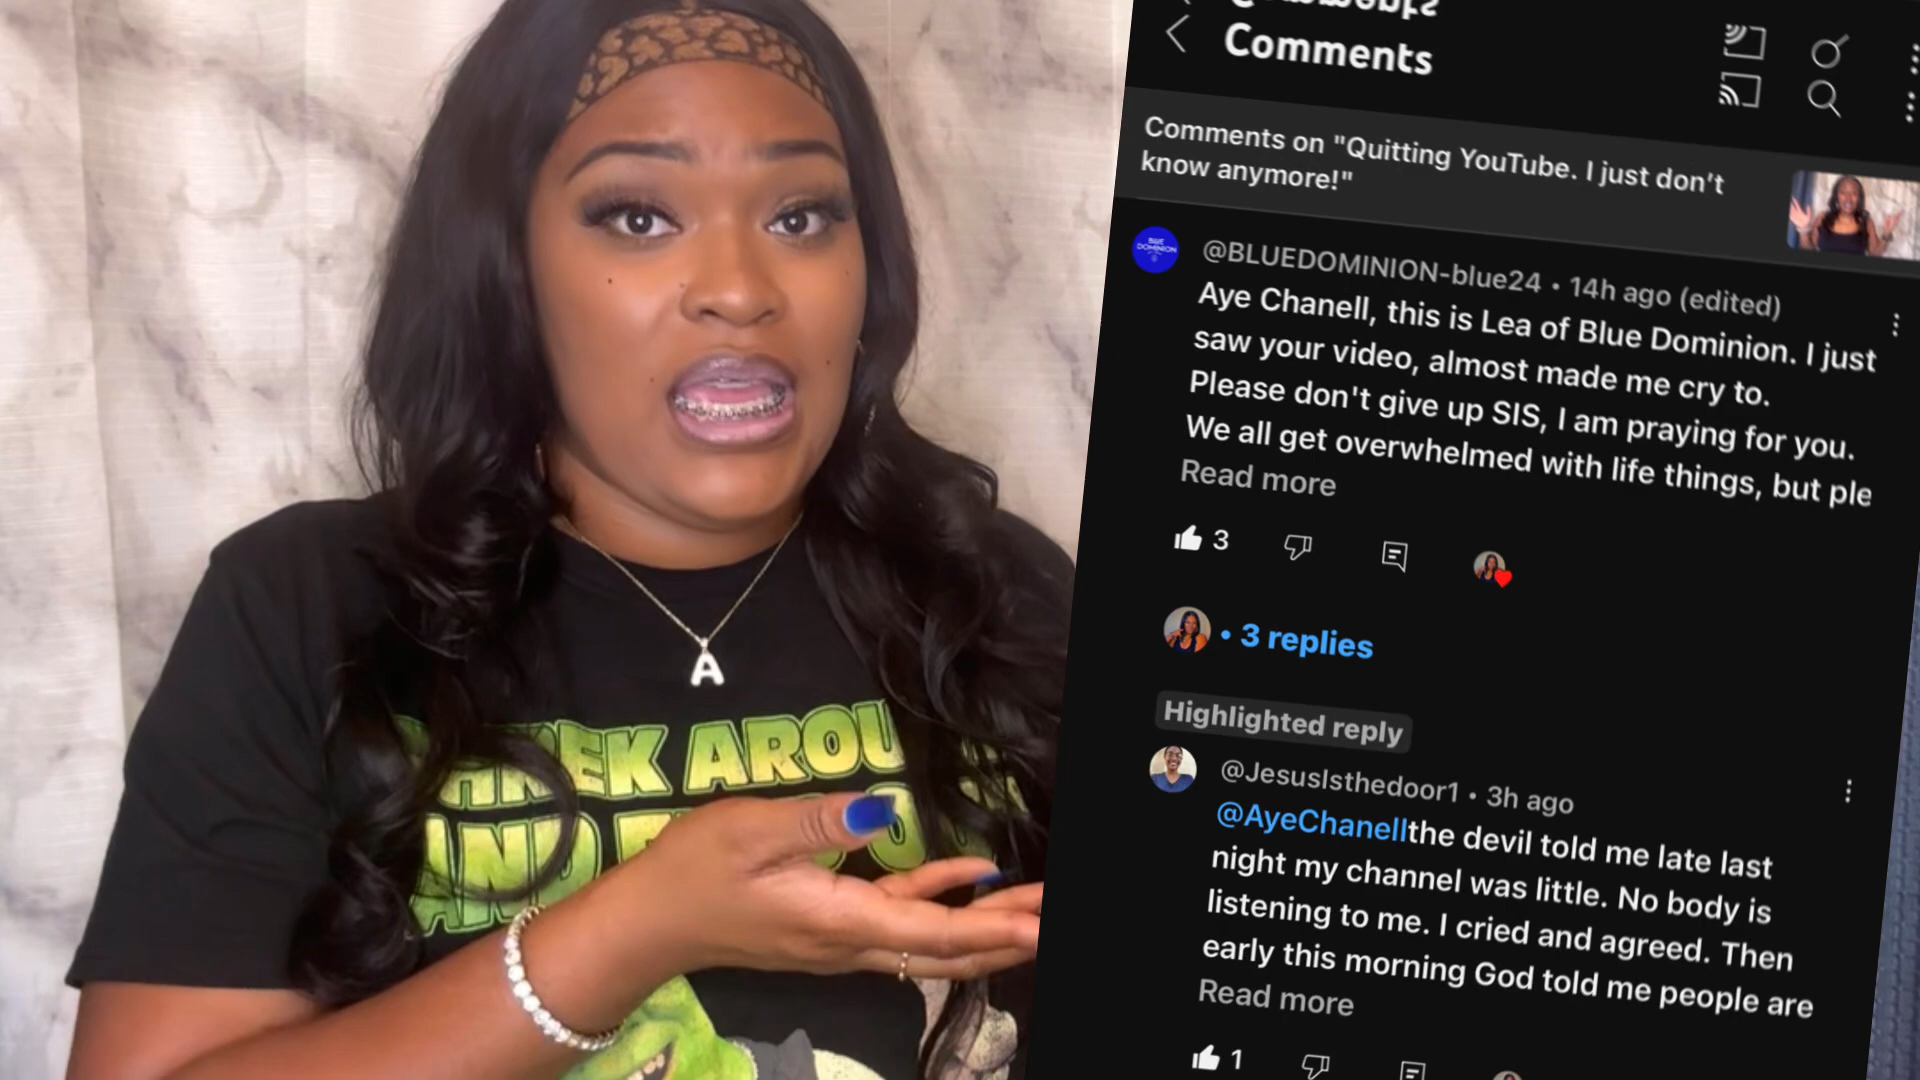 Comments
Comments on "Quitting YouTube. I just don't
know anymore!"
BLUE
DOMINION
@BLUEDOMINION-blue24 • 14h ago (edited)
Aye Chanell, this is Lea of Blue Dominion. I just
saw your video, almost made me cry to.
Please don't give up SIS, I am praying for you.
We all get overwhelmed with life things, but ple
Read more
3
• 3 replies
Highlighted reply
@JesusIsthedoor1 • 3h ago
@AyeChanellthe devil told me late last
night my channel was little. No body is
listening to me. I cried and agreed. Then
early this morning God told me people are
Read more
1
A
AROU
AND